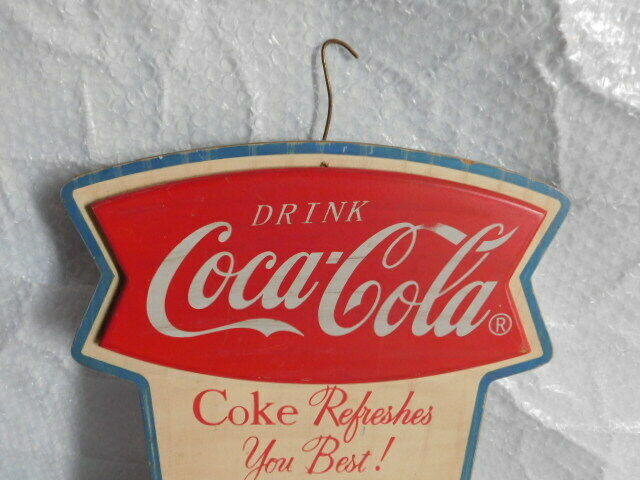 DRINK
Coca-Cola®
Coke Refreshes
You Best!